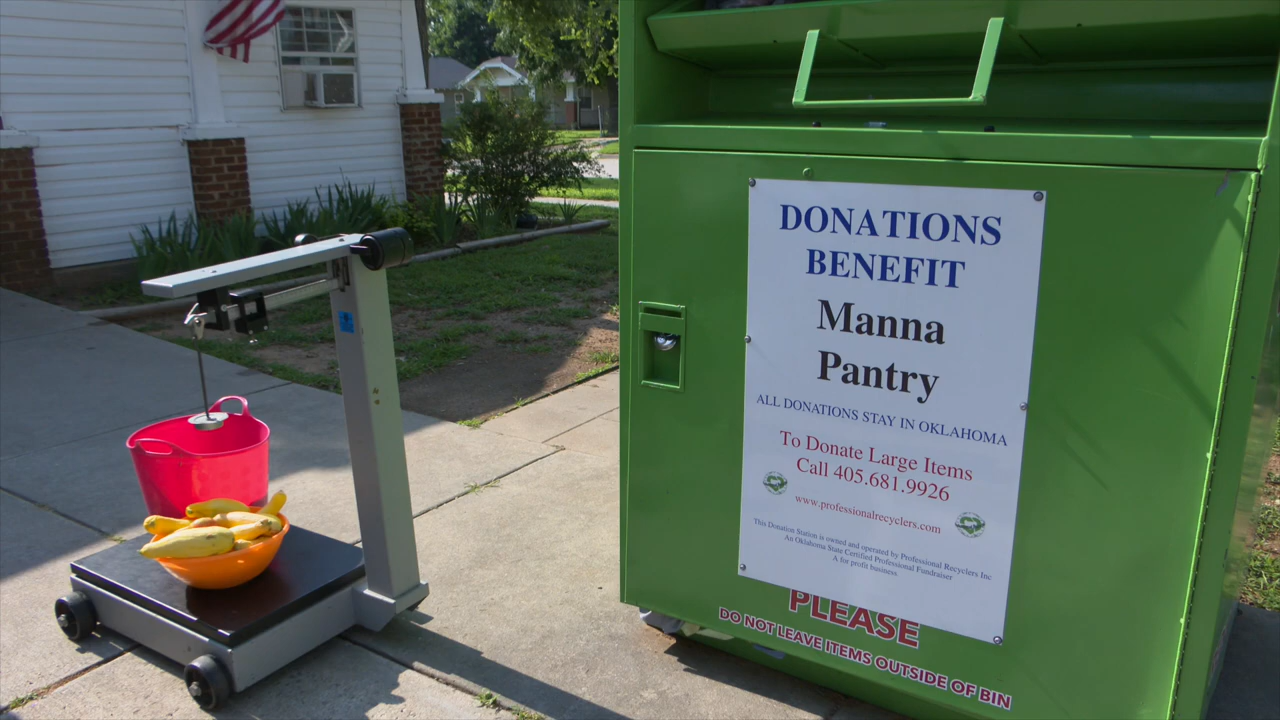 DONATIONS
BENEFIT
Manna
Pantry
ALL DONATIONS STAY IN OKLAHOMA
To Donate Large Items
Call 405.681.9926
www.professionalrecyclers.com
This Donation Station is owned and operated by Professional Recyclers Inc
An Oklahoma State Certified Professional Fundraiser
A for profit business
PLEASE
DO NOT LEAVE ITEMS OUTSIDE OF BIN